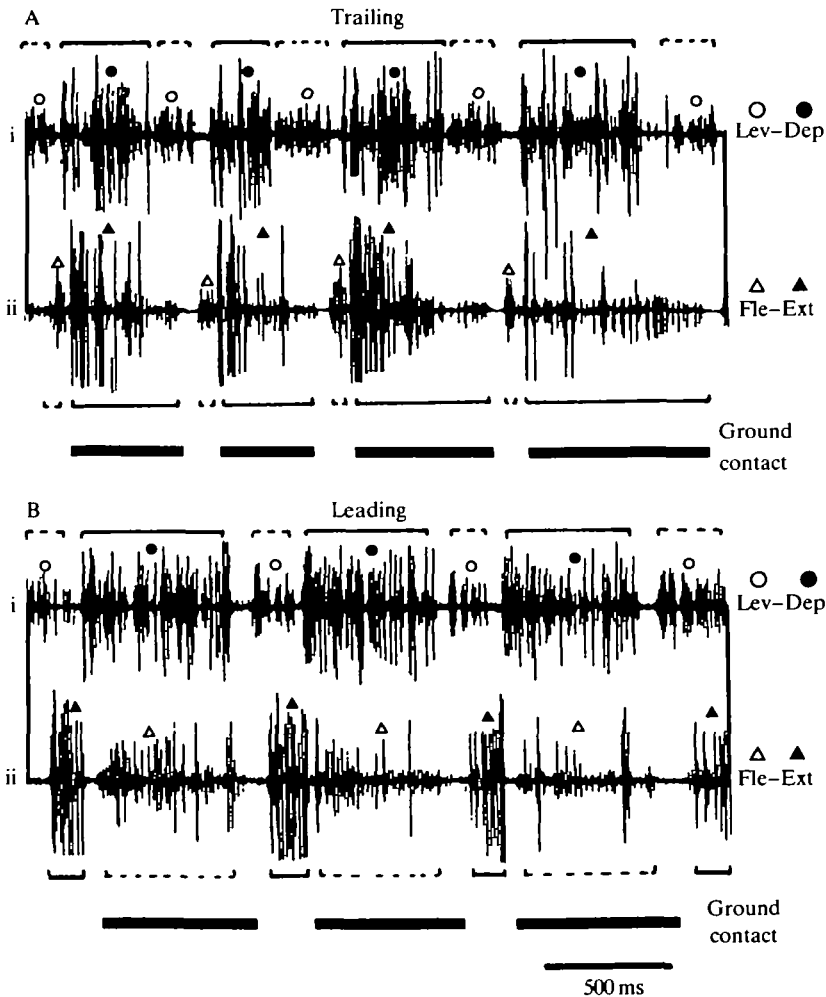 A
Trailing
i
Lev–Dep
ii
Fle–Ext
Ground
contact
B
Leading
i
Lev–Dep
ii
Fle–Ext
Ground
contact
500 ms